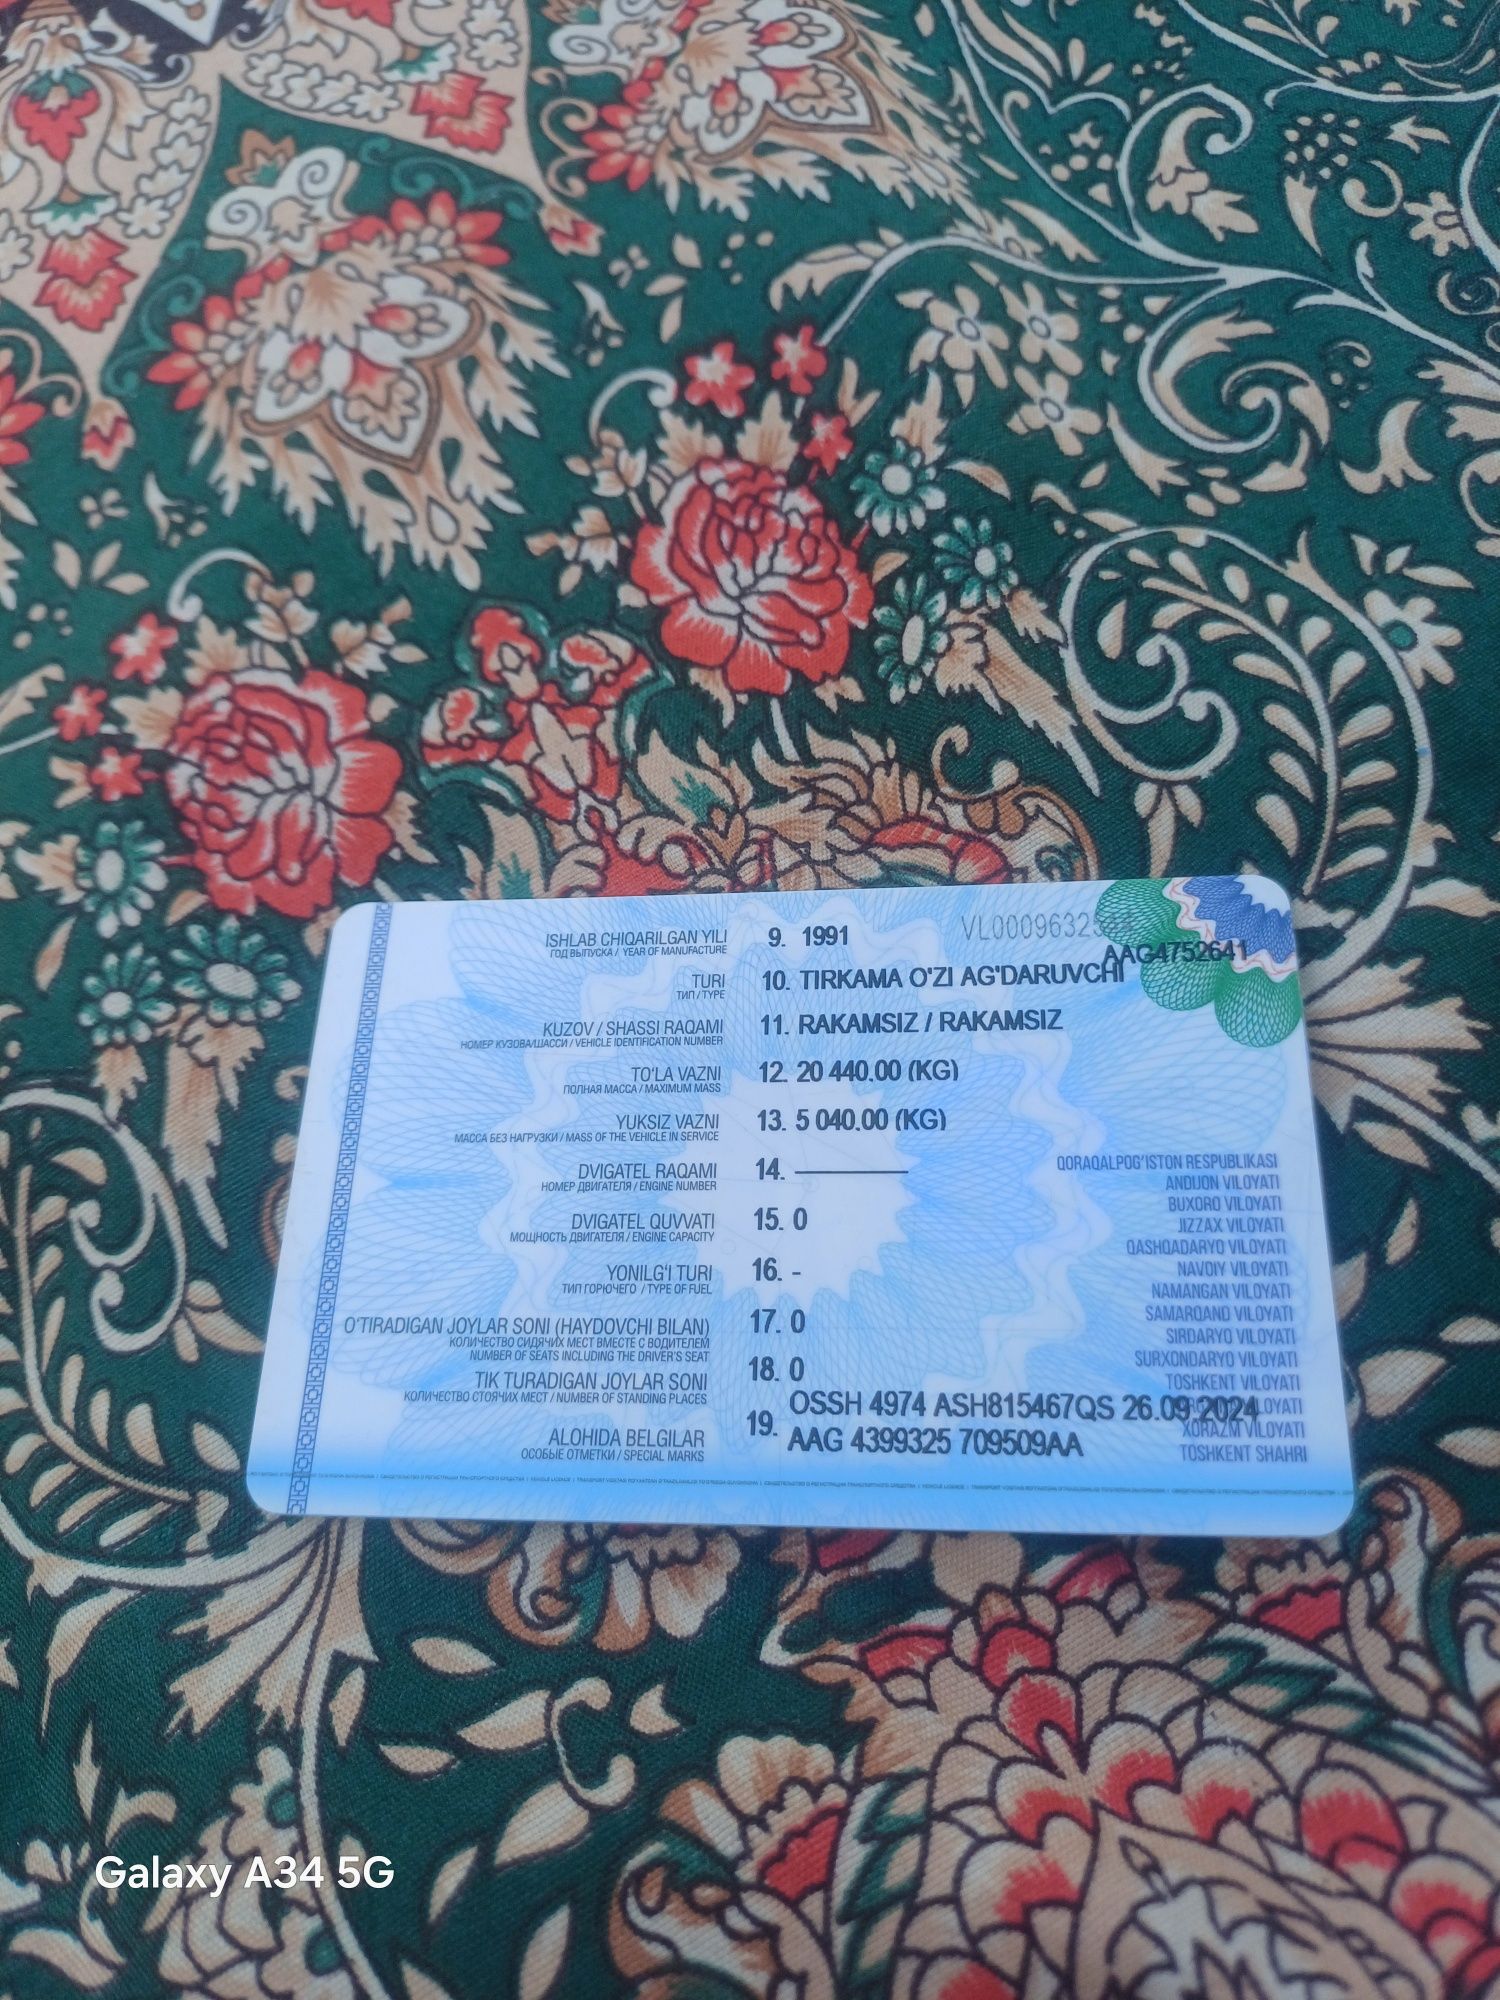 VL0009632
AAG4752641
ISHLAB CHIQARILGAN YILI 9. 1991
ГОД ВЫПУСКА / YEAR OF MANUFACTURE
TURI 10. TIRKAMA O'ZI AG'DARUVCHI
ТИП / TYPE
KUZOV / SHASSI RAQAMI 11. RAKAMSIZ / RAKAMSIZ
НОМЕР КУЗОВА/ШАССИ / VEHICLE IDENTIFICATION NUMBER
TO'LA VAZNI 12. 20 440.00 (KG)
ПОЛНАЯ МАССА / MAXIMUM MASS
YUKSIZ VAZNI 13. 5 040.00 (KG)
МАССА БЕЗ НАГРУЗКИ / MASS OF THE VEHICLE IN SERVICE
DVIGATEL RAQAMI 14.
НОМЕР ДВИГАТЕЛЯ / ENGINE NUMBER
DVIGATEL QUVVATI 15. 0
МОЩНОСТЬ ДВИГАТЕЛЯ / ENGINE CAPACITY
YONILG'I TURI 16. -
ТИП ГОРЮЧЕГО / TYPE OF FUEL
O'TIRADIGAN JOYLAR SONI (HAYDOVCHI BILAN) 17. 0
КОЛИЧЕСТВО СИДЯЧИХ МЕСТ ВМЕСТЕ С ВОДИТЕЛЕМ
NUMBER OF SEATS INCLUDING THE DRIVER'S SEAT
TIK TURADIGAN JOYLAR SONI 18. 0
КОЛИЧЕСТВО СТОЯЧИХ МЕСТ / NUMBER OF STANDING PLACES
ALOHIDA BELGILAR 19. OSSH 4974 ASH815467QS 26.09.2024
ОСОБЫЕ ОТМЕТКИ / SPECIAL MARKS
AAG 4399325 709509AA
QORAQALPOG'ISTON RESPUBLIKASI
ANDIJON VILOYATI
BUXORO VILOYATI
JIZZAX VILOYATI
QASHQADARYO VILOYATI
NAVOIY VILOYATI
NAMANGAN VILOYATI
SAMARQAND VILOYATI
SIRDARYO VILOYATI
SURXONDARYO VILOYATI
TOSHKENT VILOYATI
VILOYATI
XORAZM VILOYATI
TOSHKENT SHAHRI
Galaxy A34 5G